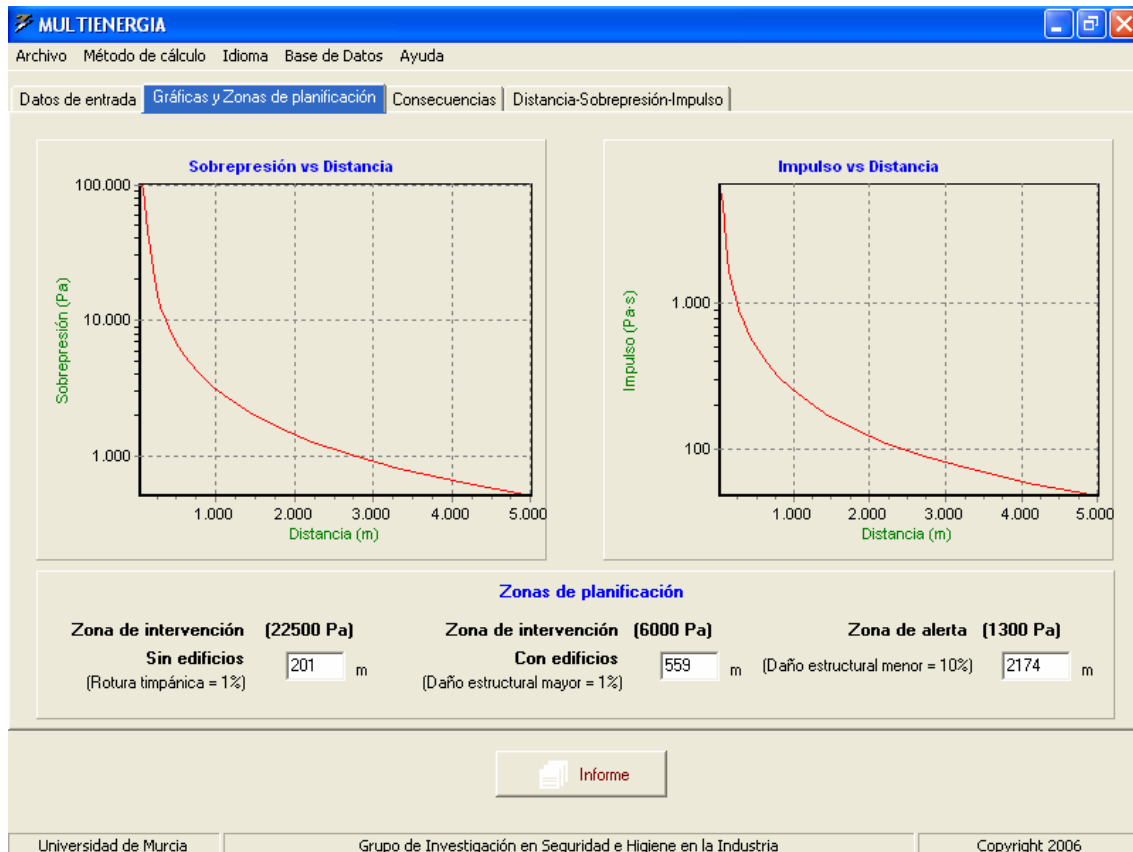 MULTIENERGIA
Archivo Método de cálculo Idioma Base de Datos Ayuda
Datos de entrada Gráficas y Zonas de planificación Consecuencias Distancia-Sobrepresión-Impulso
Sobrepresión vs Distancia
100.000
10.000
1.000
Sobrepresión (Pa)
1.000 2.000 3.000 4.000 5.000
Distancia (m)
Impulso vs Distancia
1.000
100
Impulso (Pa·s)
1.000 2.000 3.000 4.000 5.000
Distancia (m)
Zonas de planificación
Zona de intervención (22500 Pa)
Sin edificios
(Rotura timpánica = 1%)
201 m
Zona de intervención (6000 Pa)
Con edificios
(Daño estructural mayor = 1%)
559 m
Zona de alerta (1300 Pa)
(Daño estructural menor = 10%)
2174 m
Informe
Universidad de Murcia
Grupo de Investigación en Seguridad e Higiene en la Industria
Copyright 2006